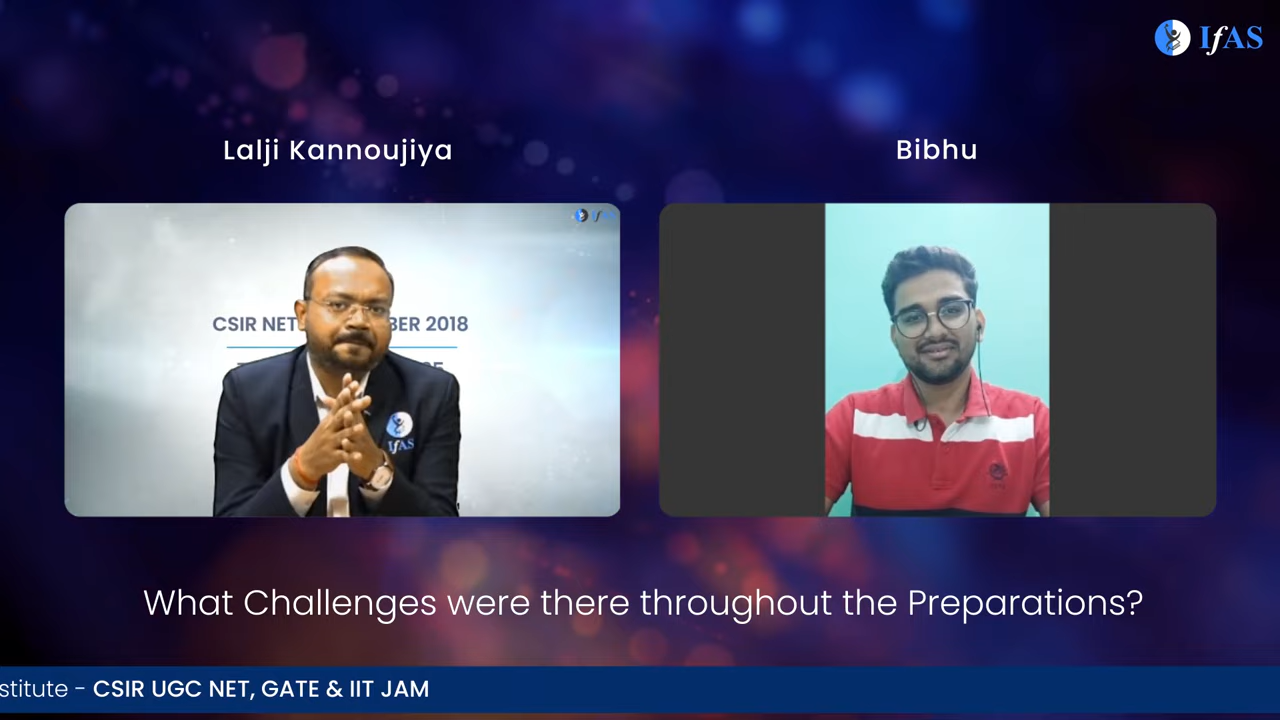 IfAS
Lalji Kannoujiya
Bibhu
CSIR NET BER 2018
IfAS
What Challenges were there throughout the Preparations?
stitute - CSIR UGC NET, GATE & IIT JAM